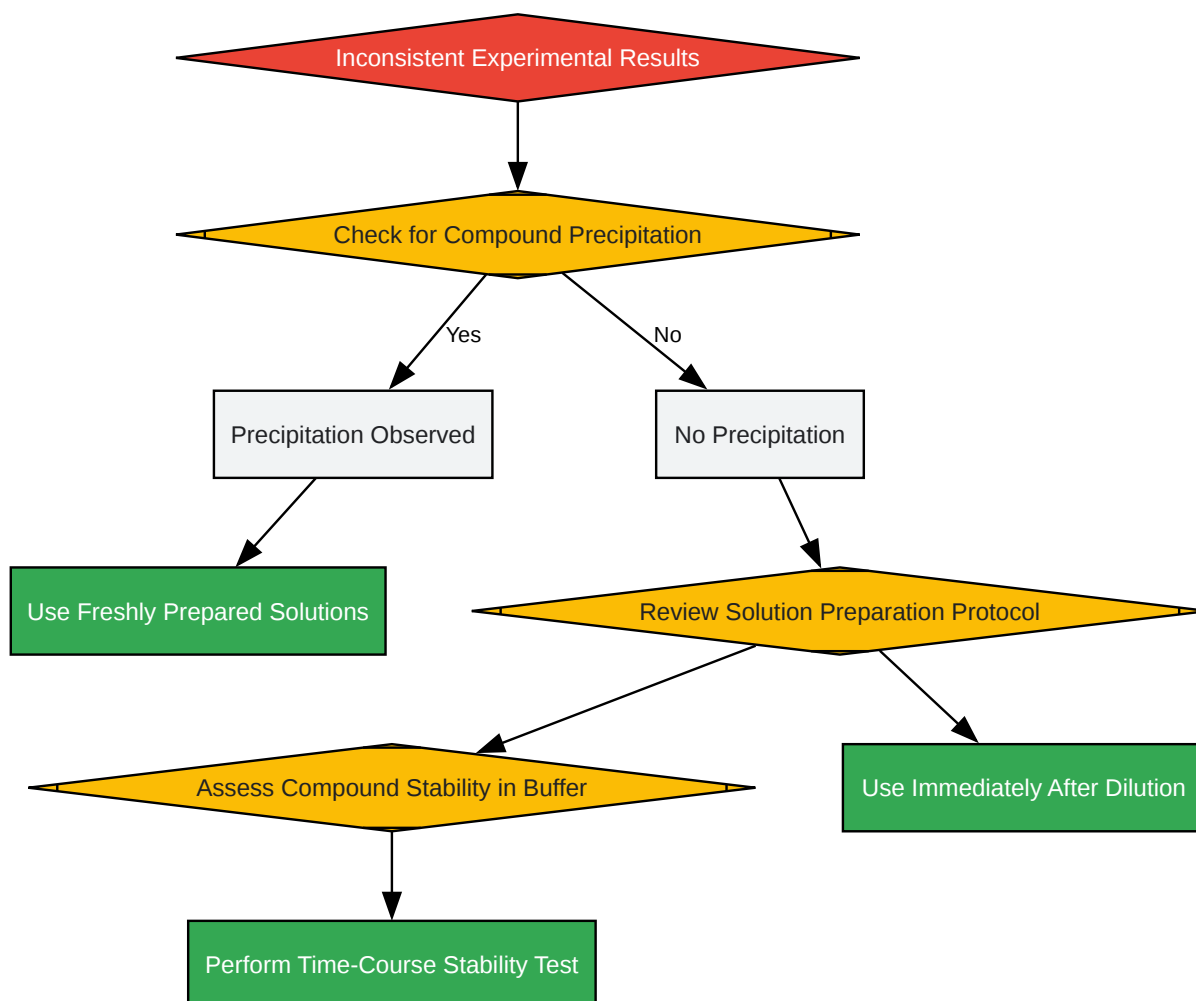 Inconsistent Experimental Results
Check for Compound Precipitation
Yes
No
Precipitation Observed
No Precipitation
Use Freshly Prepared Solutions
Review Solution Preparation Protocol
Assess Compound Stability in Buffer
Use Immediately After Dilution
Perform Time-Course Stability Test